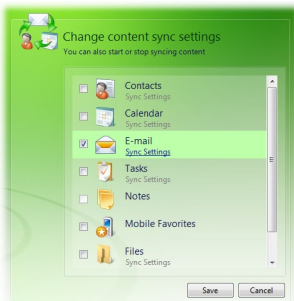 Change content sync settings
You can also start or stop syncing content
Contacts
Sync Settings
Calendar
Sync Settings
E-mail
Sync Settings
Tasks
Sync Settings
Notes
Mobile Favorites
Files
Sync Settings
Save Cancel